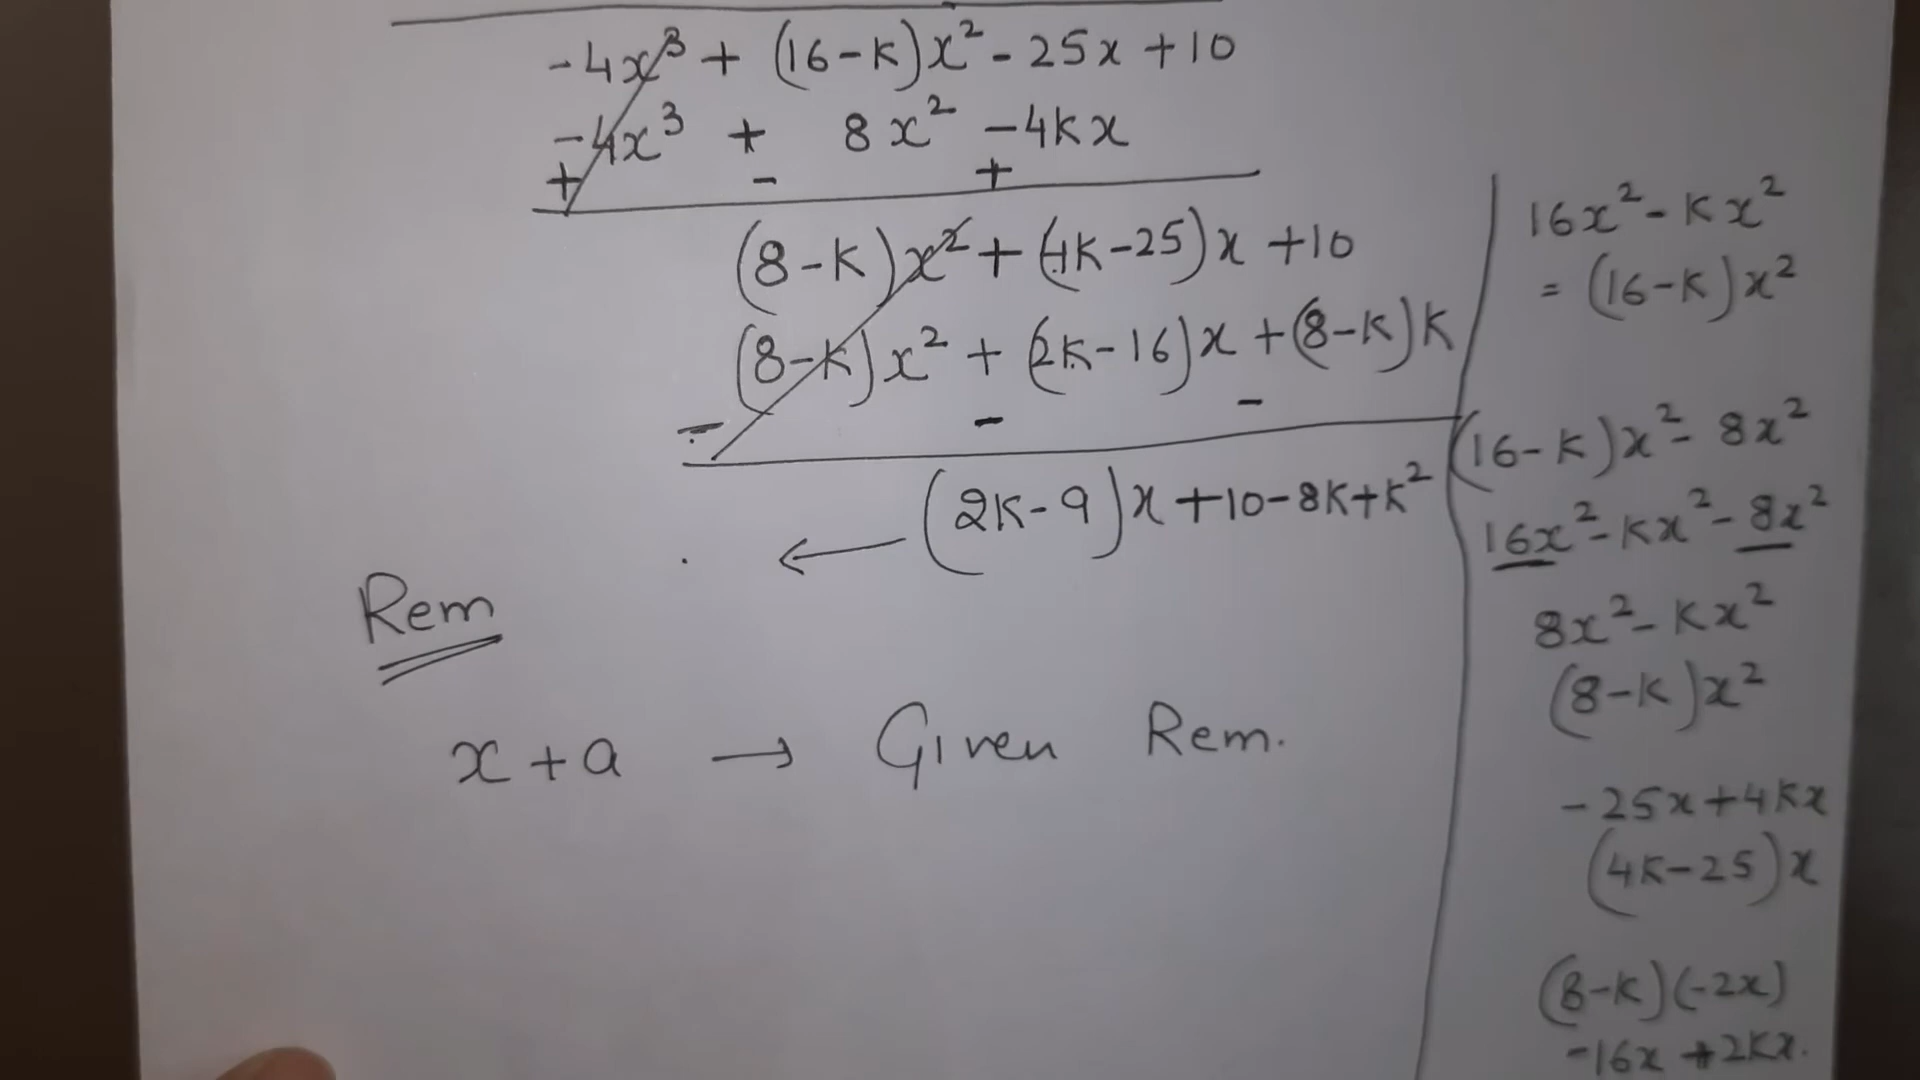 -4x³ + (16-K)x² - 25x + 10
-4x³ + 8x² - 4Kx
+ - +
(8-K)x² + (4K-25)x + 10
(8-K)x² + (2K-16)x + (8-K)K
- - -
(2K-9)x + 10 - 8K + K²
←
Rem
x + a → Given Rem.
16x² - Kx²
= (16-K)x²
(16-K)x² - 8x²
16x² - Kx² - 8x²
8x² - Kx²
(8-K)x²
-25x + 4Kx
(4K-25)x
(8-K)(-2x)
-16x + 2Kx.